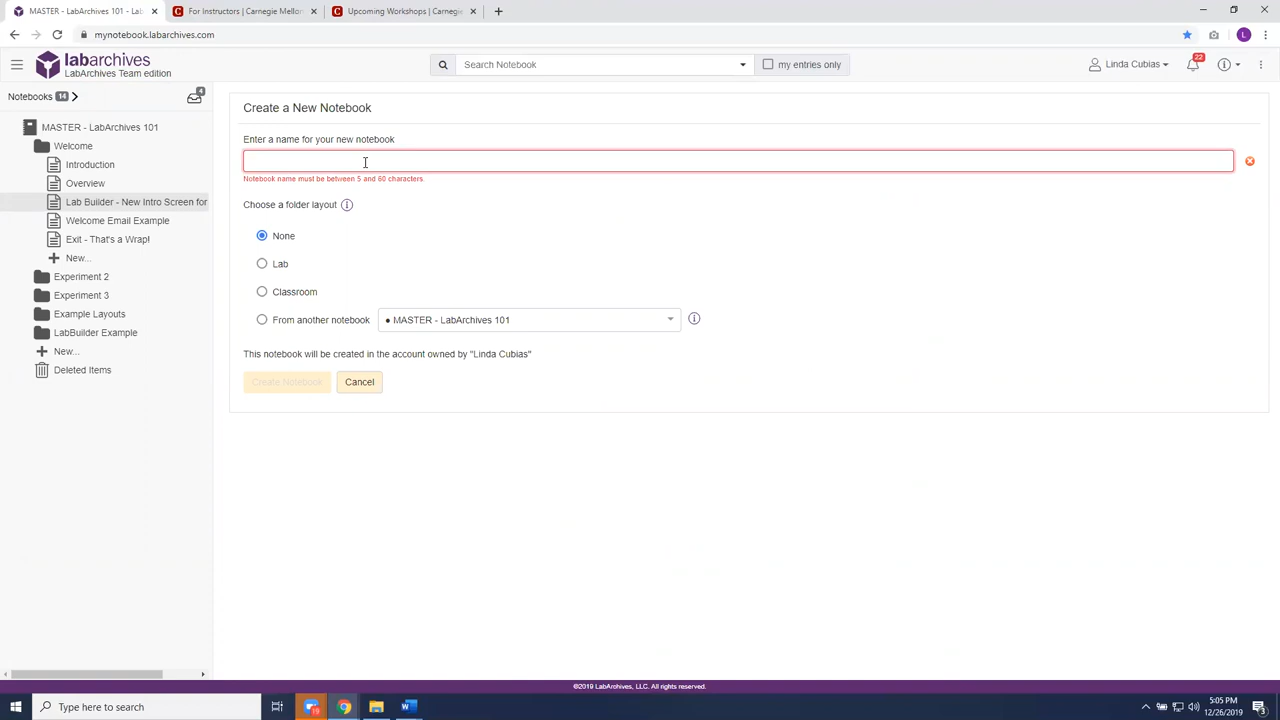 MASTER - LabArchives 101 - Lab
For Instructors | Carnegie Mellon
Upcoming Workshops | Carnegie
mynotebook.labarchives.com
L
labarchives
LabArchives Team edition
Search Notebook
my entries only
Linda Cubias
22
Notebooks 14
4
MASTER - LabArchives 101
Welcome
Introduction
Overview
Lab Builder - New Intro Screen for
Welcome Email Example
Exit - That's a Wrap!
New...
Experiment 2
Experiment 3
Example Layouts
LabBuilder Example
New...
Deleted Items
Create a New Notebook
Enter a name for your new notebook
Notebook name must be between 5 and 60 characters
Choose a folder layout
None
Lab
Classroom
From another notebook
● MASTER - LabArchives 101
This notebook will be created in the account owned by "Linda Cubias"
Create Notebook
Cancel
©2019 LabArchives, LLC. All rights reserved.
Type here to search
19
5:05 PM
12/26/2019
3